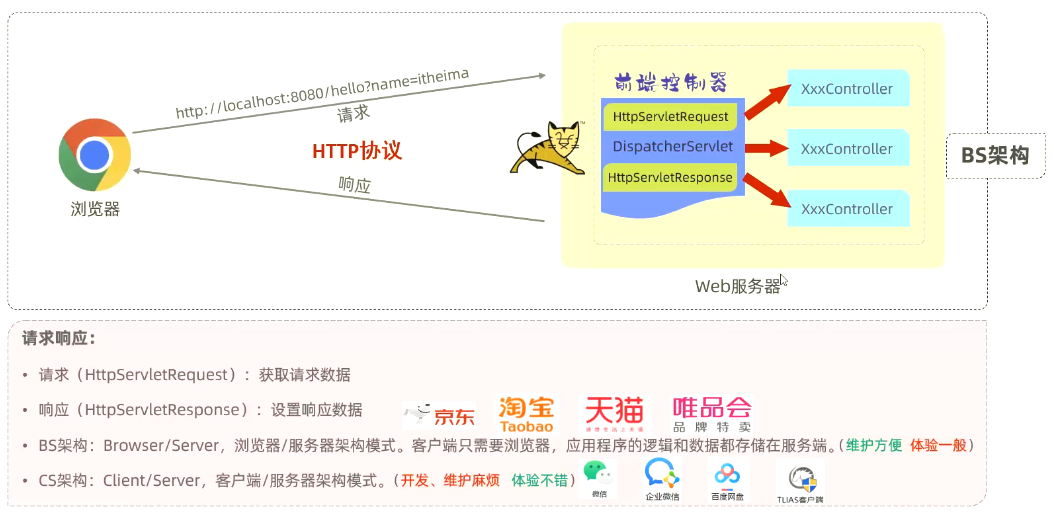 http://localhost:8080/hello?name=itheima
请求
HTTP协议
响应
浏览器
前端控制器
HttpServletRequest
DispatcherServlet
HttpServletResponse
XxxController
XxxController
XxxController
Web服务器
BS架构
请求响应：
• 请求（HttpServletRequest）：获取请求数据
• 响应（HttpServletResponse）：设置响应数据
京东
淘宝
Taobao
天猫
唯品会
品牌特卖
• BS架构：Browser/Server，浏览器/服务器架构模式。客户端只需要浏览器，应用程序的逻辑和数据都存储在服务端。（维护方便 体验一般）
• CS架构：Client/Server，客户端/服务器架构模式。（开发、维护麻烦 体验不错）
微信
企业微信
百度网盘
TLIAS客户端